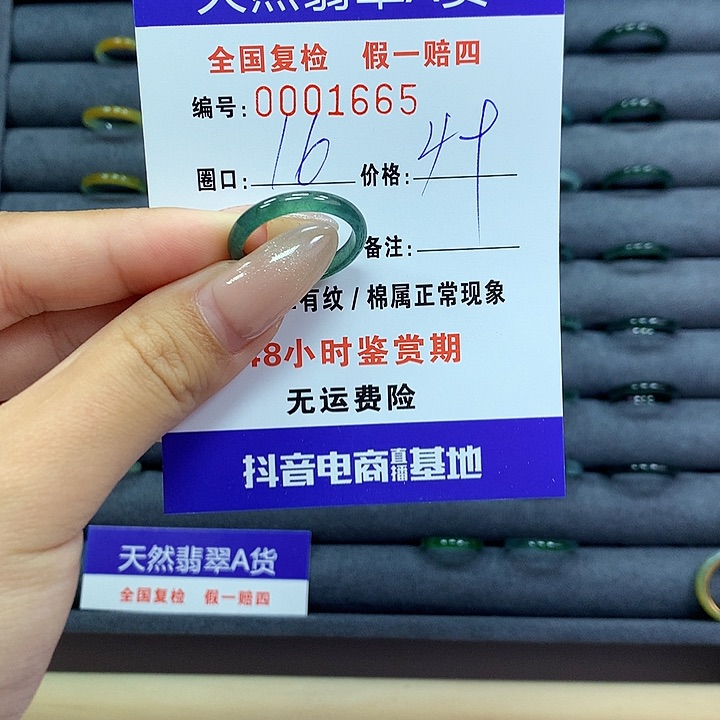 天然翡翠A货
全国复检 假一赔四
编号:0001665
圈口: 16 价格: 49
备注:
有纹/棉属正常现象
48小时鉴赏期
无运费险
抖音电商直播基地
天然翡翠A货
全国复检 假一赔四